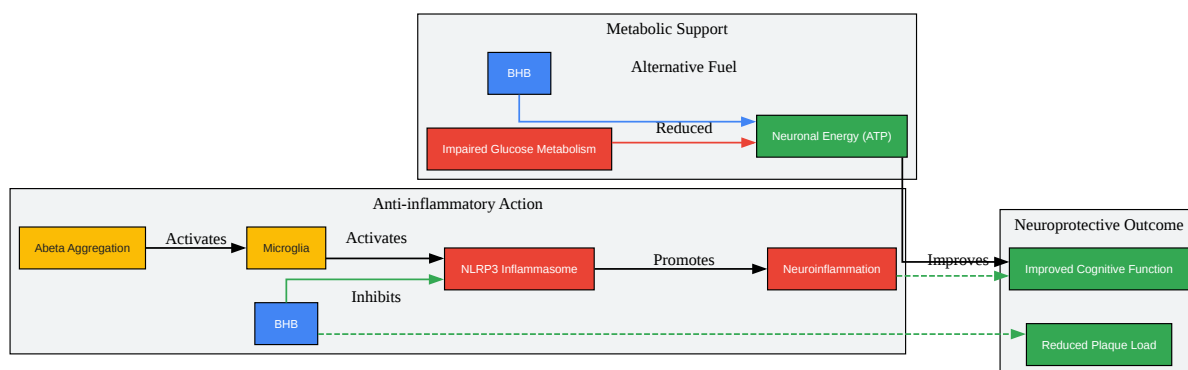 Metabolic Support
BHB
Alternative Fuel
Reduced
Neuronal Energy (ATP)
Impaired Glucose Metabolism
Anti-inflammatory Action
Abeta Aggregation
Activates
Microglia
Activates
NLRP3 Inflammasome
Promotes
Neuroinflammation
Inhibits
BHB
Neuroprotective Outcome
Improves
Improved Cognitive Function
Reduced Plaque Load